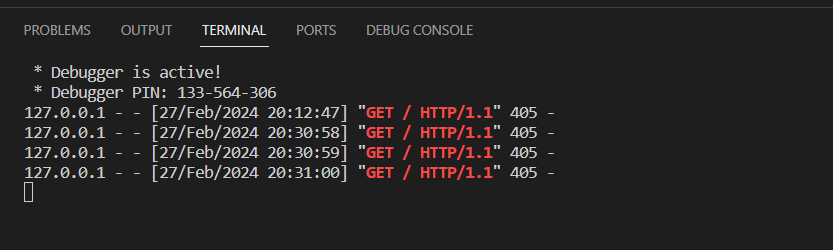 PROBLEMS OUTPUT TERMINAL PORTS DEBUG CONSOLE
* Debugger is active!
* Debugger PIN: 133-564-306
127.0.0.1 - - [27/Feb/2024 20:12:47] "GET / HTTP/1.1" 405 -
127.0.0.1 - - [27/Feb/2024 20:30:58] "GET / HTTP/1.1" 405 -
127.0.0.1 - - [27/Feb/2024 20:30:59] "GET / HTTP/1.1" 405 -
127.0.0.1 - - [27/Feb/2024 20:31:00] "GET / HTTP/1.1" 405 -